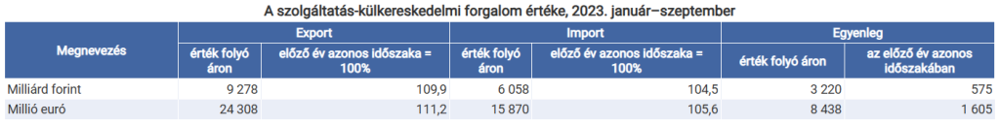 A szolgáltatás-külkereskedelmi forgalom értéke, 2023. január–szeptember
Megnevezés Export Import Egyenleg
érték folyó áron előző év azonos időszaka = 100% érték folyó áron előző év azonos időszaka = 100% érték folyó áron az előző év azonos időszakában
Milliárd forint 9 278 109,9 6 058 104,5 3 220 575
Millió euró 24 308 111,2 15 870 105,6 8 438 1 605